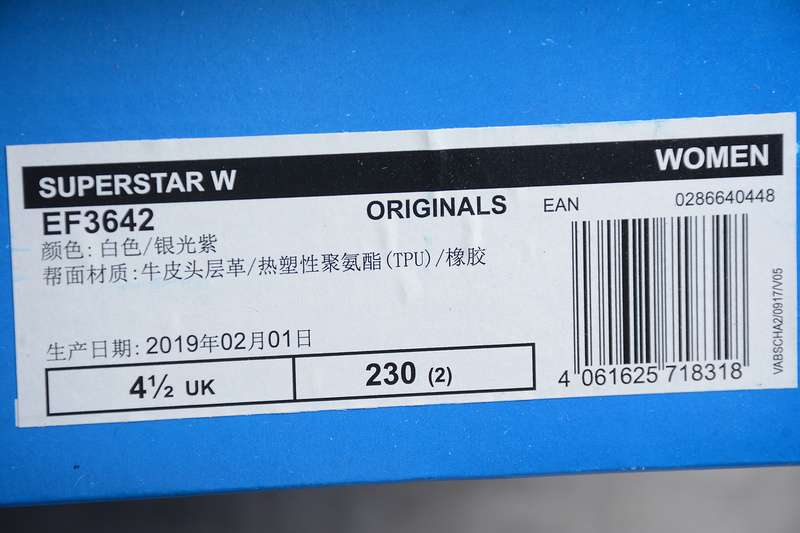 SUPERSTAR W
WOMEN
EF3642
ORIGINALS
EAN
0286640448
颜色: 白色/银光紫
帮面材质: 牛皮头层革/热塑性聚氨酯(TPU)/橡胶
生产日期: 2019年02月01日
4½ UK
230 (2)
4 061625 718318
VABSCHA2/0917/V05